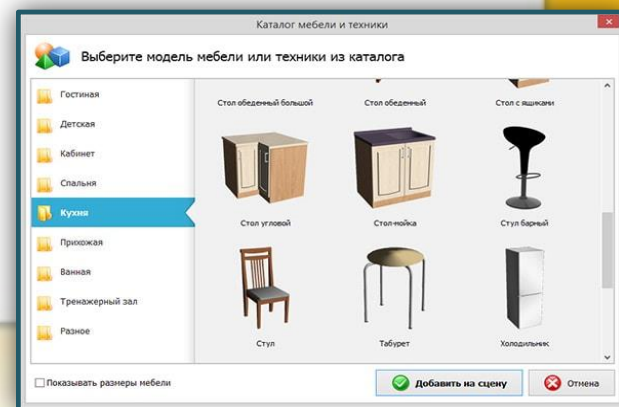 Каталог мебели и техники
Выберите модель мебели или техники из каталога
Гостиная
Детская
Кабинет
Спальня
Кухня
Прихожая
Ванная
Тренажерный зал
Разное
Стол обеденный большой
Стол обеденный
Стол с ящиками
Стол угловой
Стол-мойка
Стул барный
Стул
Табурет
Холодильник
Показывать размеры мебели
Добавить на сцену
Отмена